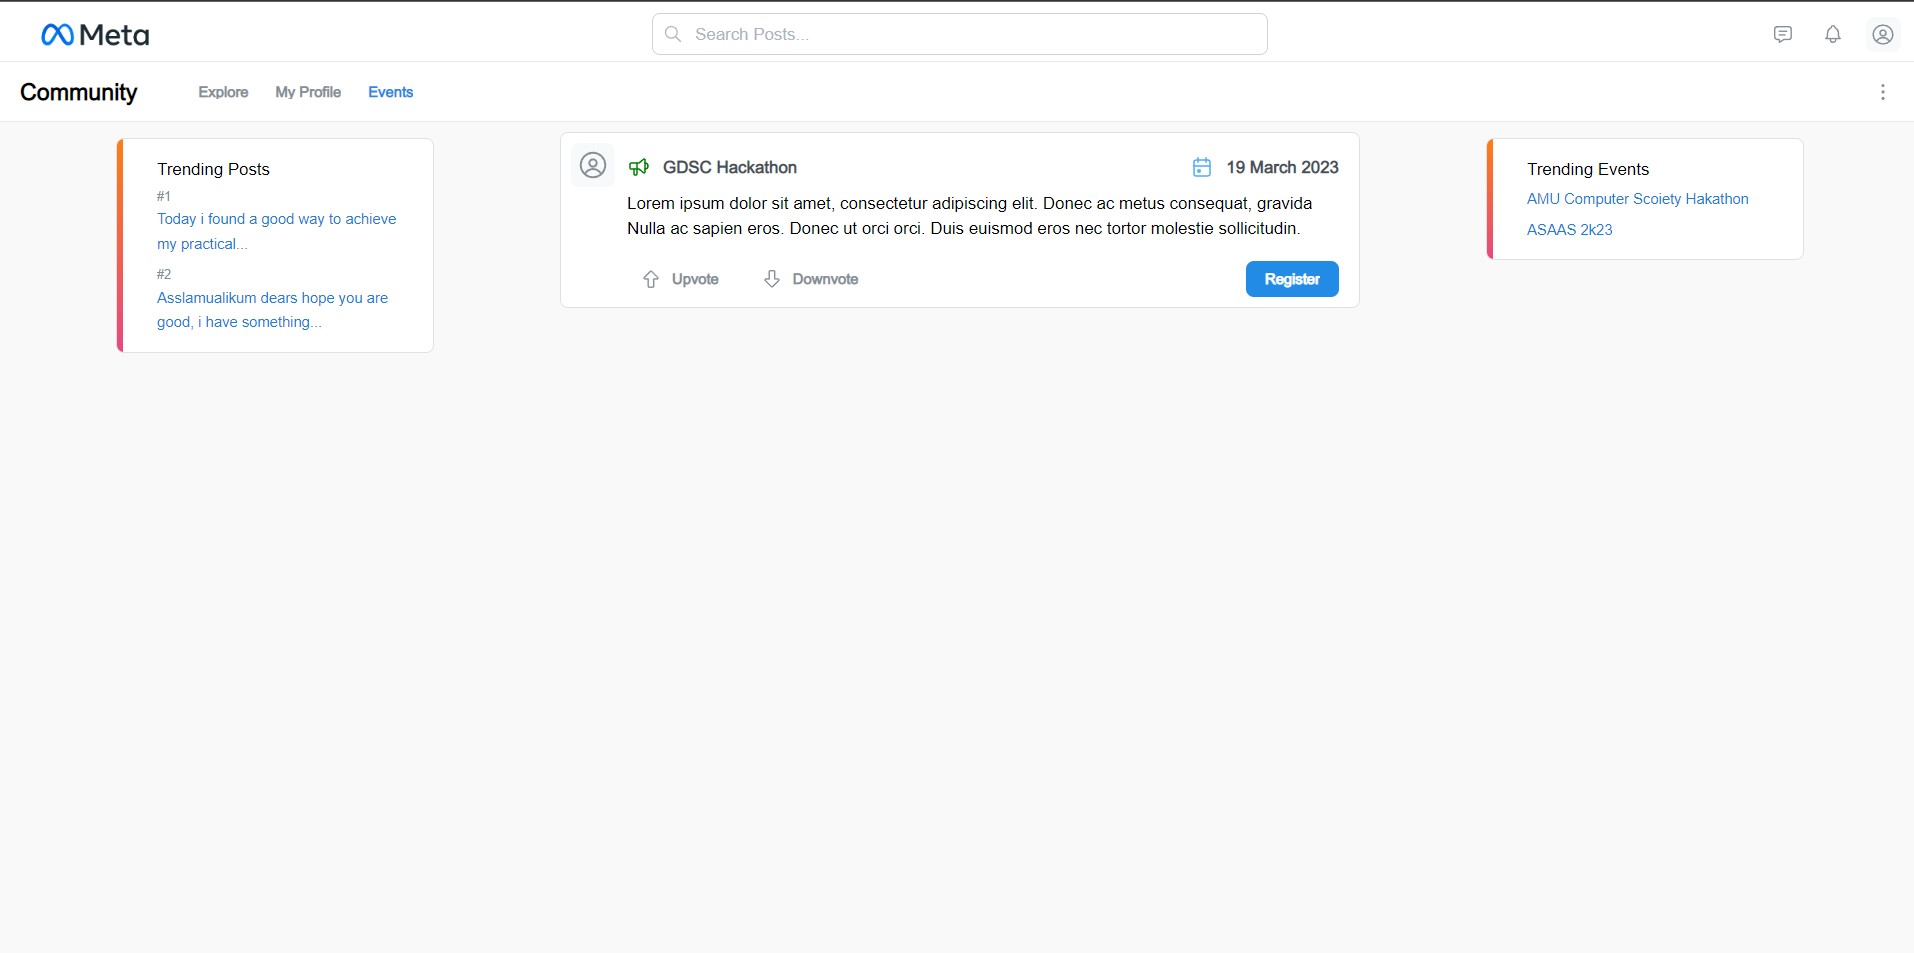 Meta
Search Posts...
Community
Explore
My Profile
Events
Trending Posts
#1
Today i found a good way to achieve
my practical...
#2
Asslamualikum dears hope you are
good, i have something...
GDSC Hackathon
19 March 2023
Lorem ipsum dolor sit amet, consectetur adipiscing elit. Donec ac metus consequat, gravida
Nulla ac sapien eros. Donec ut orci orci. Duis euismod eros nec tortor molestie sollicitudin.
Upvote
Downvote
Register
Trending Events
AMU Computer Scoiety Hakathon
ASAAS 2k23